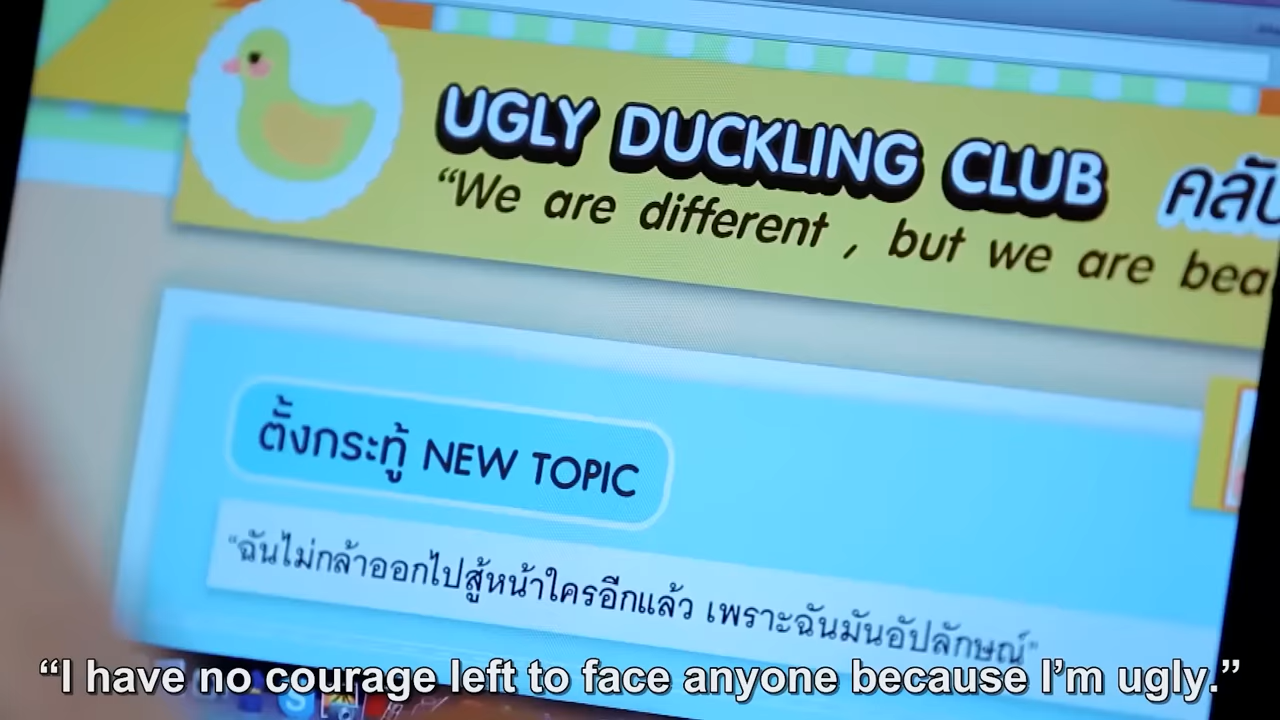 UGLY DUCKLING CLUB
“We are different , but we are
ตั้งกระทู้ NEW TOPIC
“ฉันไม่กล้าออกไปสู้หน้าใครอีกแล้ว เพราะฉันมันอัปลักษณ์”
“I have no courage left to face anyone because I’m ugly.”